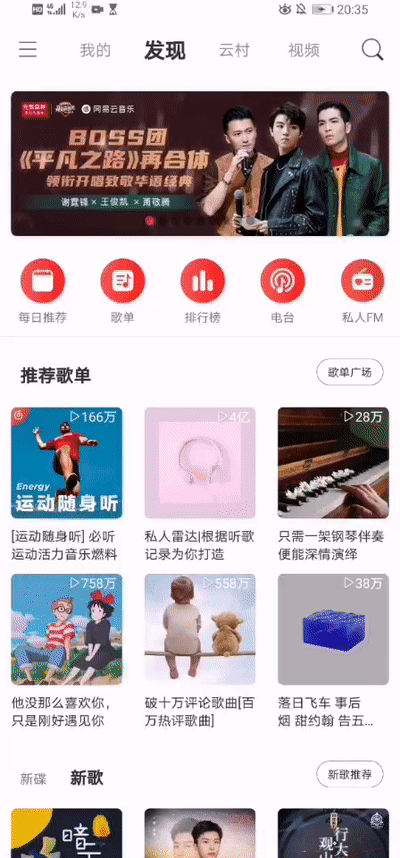 HD 46 12.9 K/s 20:35
我的 发现 云村 视频
网易云音乐
BOSS团
《平凡之路》再合体
领衔开唱致敬华语经典
谢霆锋 × 王俊凯 × 萧敬腾
每日推荐 歌单 排行榜 电台 私人FM
推荐歌单 歌单广场
166万 4亿 28万
Energy
运动随身听
[运动随身听] 必听
运动活力音乐燃料
私人雷达|根据听歌
记录为你打造
只需一架钢琴伴奏
便能深情演绎
758万 558万 38万
他没那么喜欢你，
只是刚好遇见你
破十万评论歌曲[百
万热评歌曲]
落日飞车 事后
烟 甜约翰 告五...
新碟 新歌 新歌推荐
暗
行大
观山